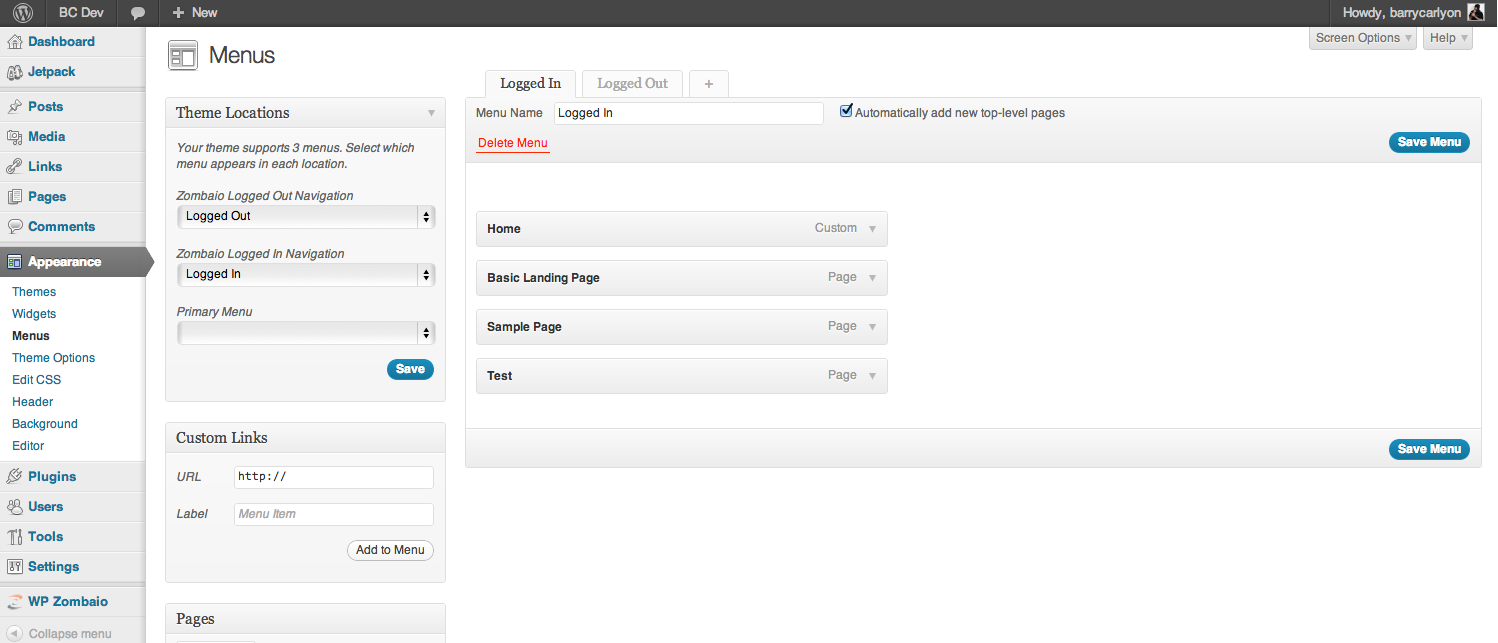 BC Dev
New
Howdy, barrycarlyon
Dashboard
Jetpack
Posts
Media
Links
Pages
Comments
Appearance
Themes
Widgets
Menus
Theme Options
Edit CSS
Header
Background
Editor
Plugins
Users
Tools
Settings
WP Zombaio
Collapse menu
Screen Options
Help
Menus
Theme Locations
Your theme supports 3 menus. Select which
menu appears in each location.
Zombaio Logged Out Navigation
Logged Out
Zombaio Logged In Navigation
Logged In
Primary Menu
Save
Custom Links
URL http://
Label Menu Item
Add to Menu
Pages
Logged In Logged Out +
Menu Name Logged In Automatically add new top-level pages
Delete Menu Save Menu
Home Custom
Basic Landing Page Page
Sample Page Page
Test Page
Save Menu